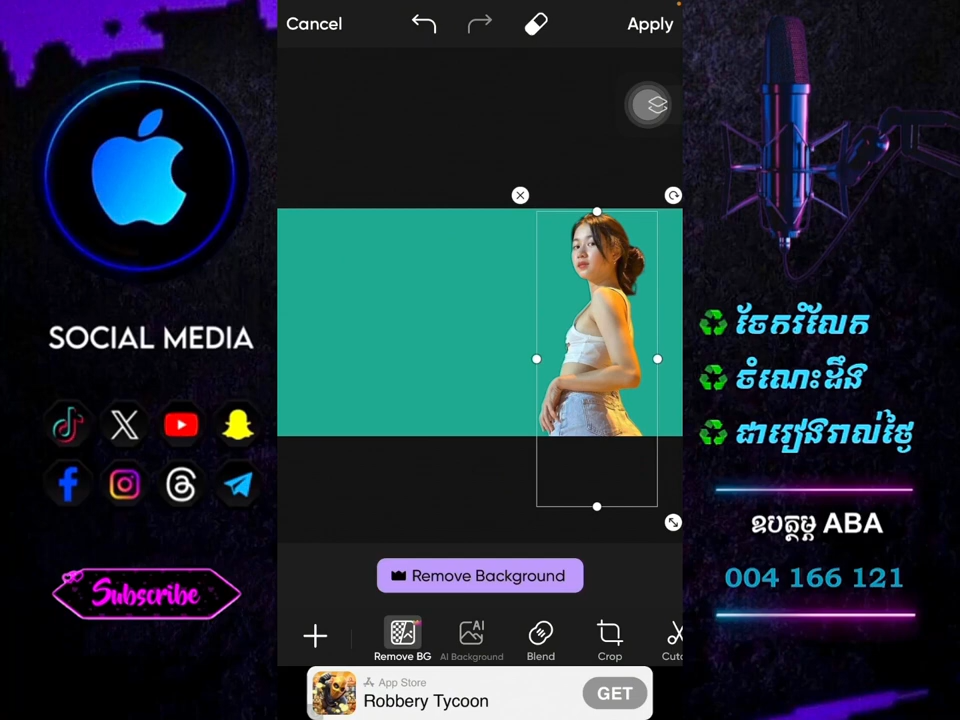 Cancel
Apply
SOCIAL MEDIA
Subscribe
Remove Background
Remove BG
AI
AI Background
Blend
Crop
Cutc
App Store
Robbery Tycoon
GET
ចែករំលែក
ចំណេះដឹង
ជារៀងរាល់ថ្ងៃ
ឧបត្ថម្ភ ABA
004 166 121